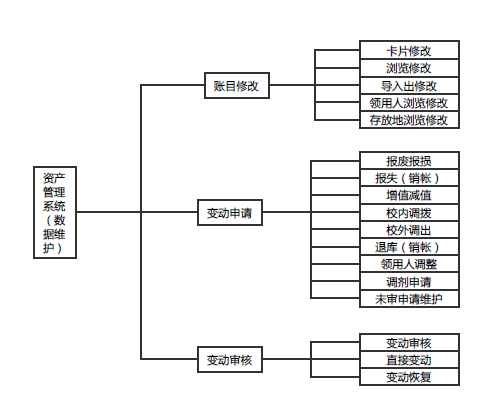 资产
管理
系统
（数
据维
护）
账目修改
卡片修改
浏览修改
导入出修改
领用人浏览修改
存放地浏览修改
变动申请
报废报损
报失（销帐）
增值减值
校内调拨
校外调出
退库（销帐）
领用人调整
调剂申请
未审申请维护
变动审核
变动审核
直接变动
变动恢复